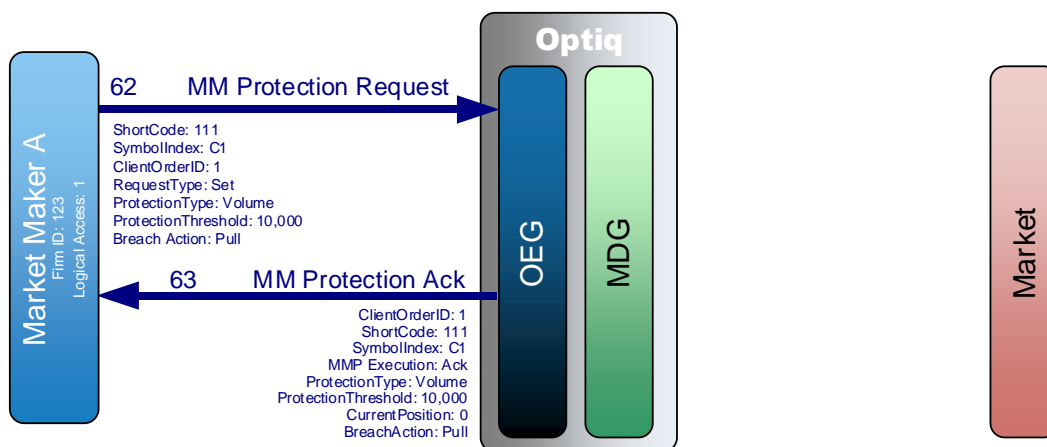 Optiq
Market Maker A
Firm ID: 123
Logical Access: 1
62 MM Protection Request
ShortCode: 111
SymbolIndex: C1
ClientOrderID: 1
RequestType: Set
ProtectionType: Volume
ProtectionThreshold: 10,000
Breach Action: Pull
63 MM Protection Ack
ClientOrderID: 1
ShortCode: 111
SymbolIndex: C1
MMP Execution: Ack
ProtectionType: Volume
ProtectionThreshold: 10,000
CurrentPosition: 0
BreachAction: Pull
OEG
MDG
Market